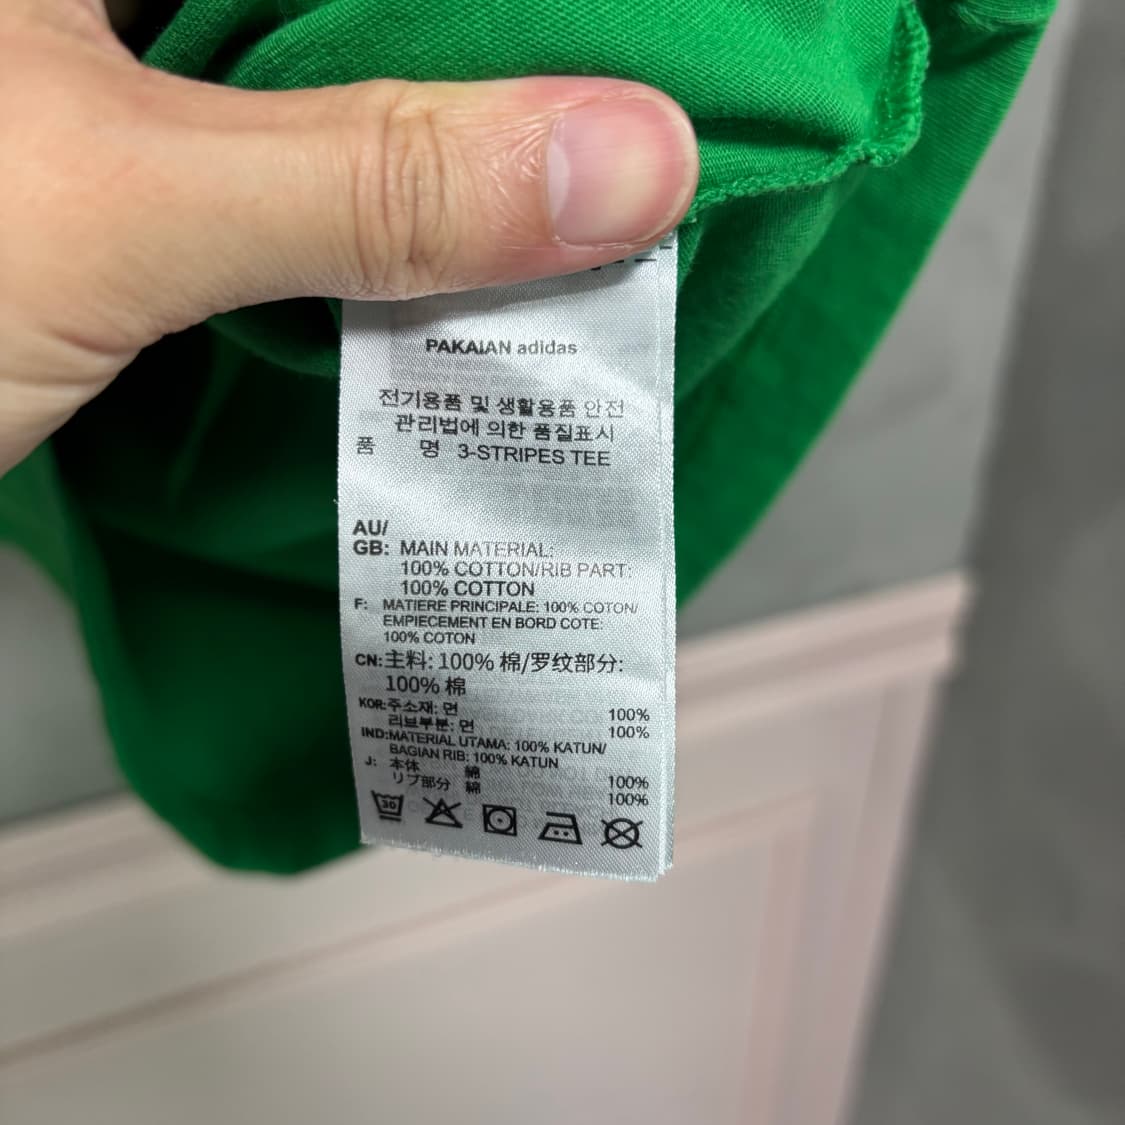 PAKAIAN adidas
전기용품 및 생활용품 안전
관리법에 의한 품질표시
품 명 3-STRIPES TEE
AU/
GB: MAIN MATERIAL:
100% COTTON/RIB PART:
100% COTTON
F: MATIERE PRINCIPALE: 100% COTON/
EMPIECEMENT EN BORD COTE:
100% COTON
CN:主料: 100% 棉/罗纹部分:
100% 棉
KOR:주소재: 면 100%
리브부분: 면 100%
IND:MATERIAL UTAMA: 100% KATUN/
BAGIAN RIB: 100% KATUN
J: 本体 綿 100%
リブ部分 綿 100%
30